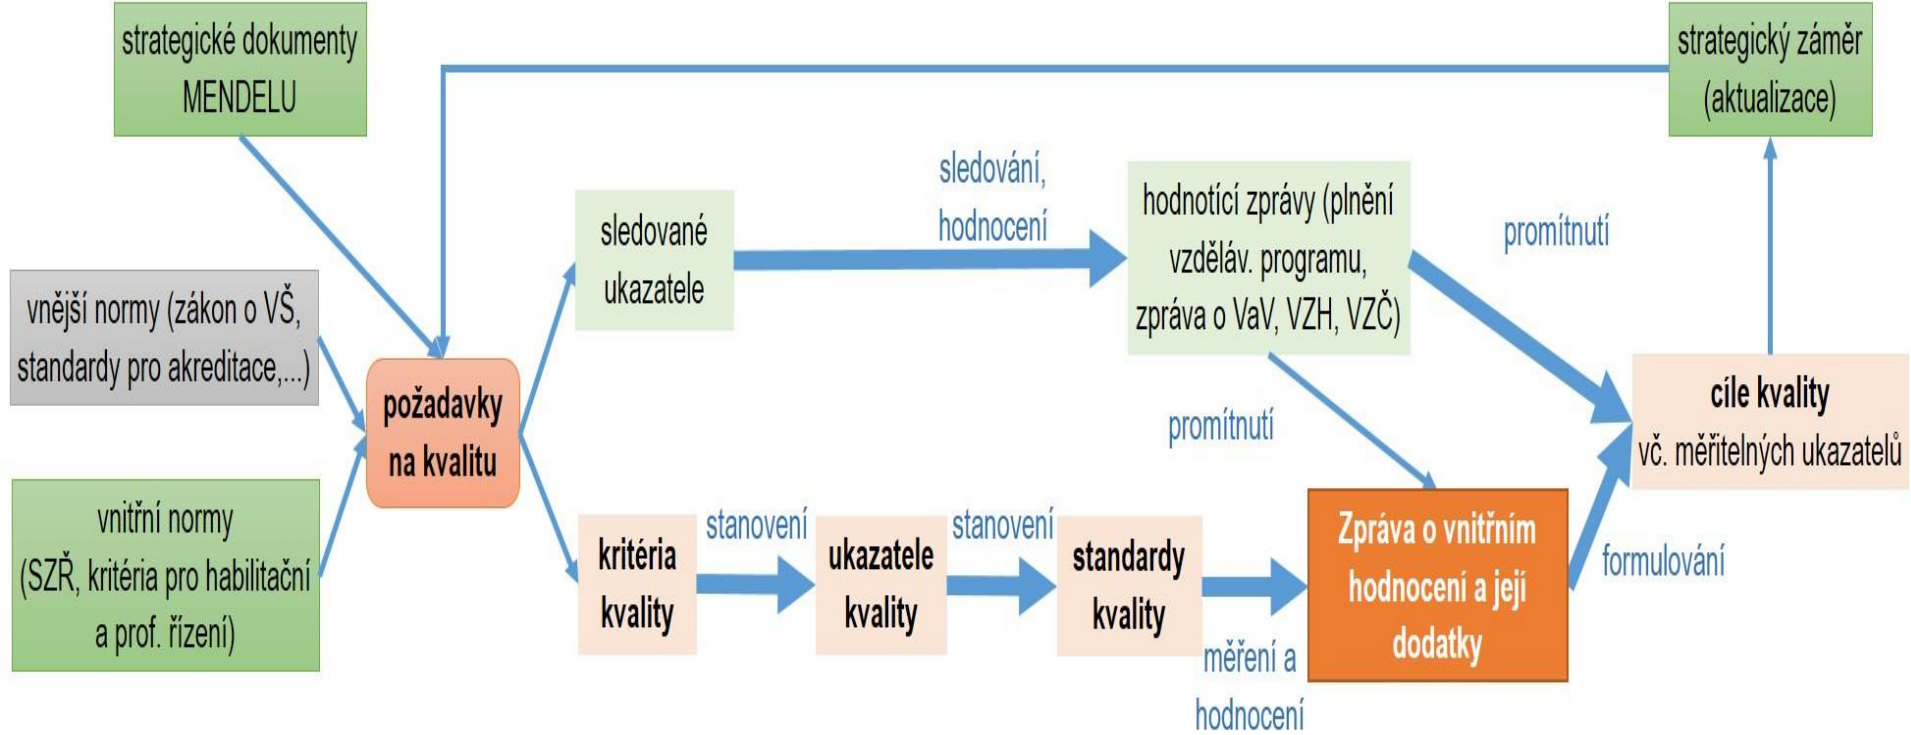 strategické dokumenty
MENDELU
strategický záměr
(aktualizace)
sledování,
hodnocení
sledované
ukazatele
hodnotící zprávy (plnění
vzděláv. programu,
zpráva o VaV, VZH, VZČ)
promítnutí
vnější normy (zákon o VŠ,
standardy pro akreditace,...)
požadavky
na kvalitu
promítnutí
cíle kvality
vč. měřitelných ukazatelů
vnitřní normy
(SZŘ, kritéria pro habilitační
a prof. řízení)
kritéria
kvality
stanovení
ukazatele
kvality
stanovení
standardy
kvality
měření a
hodnocení
Zpráva o vnitřním
hodnocení a její
dodatky
formulování